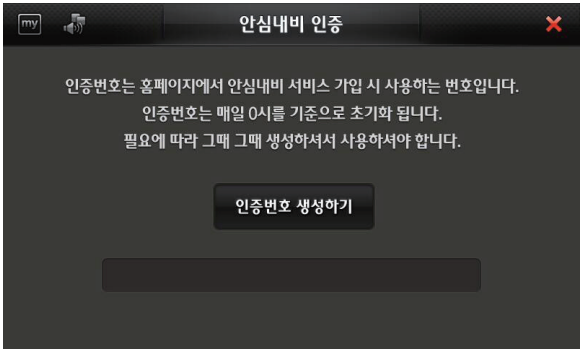 my
안심내비 인증
인증번호는 홈페이지에서 안심내비 서비스 가입 시 사용하는 번호입니다.
인증번호는 매일 0시를 기준으로 초기화 됩니다.
필요에 따라 그때 그때 생성하셔서 사용하셔야 합니다.
인증번호 생성하기